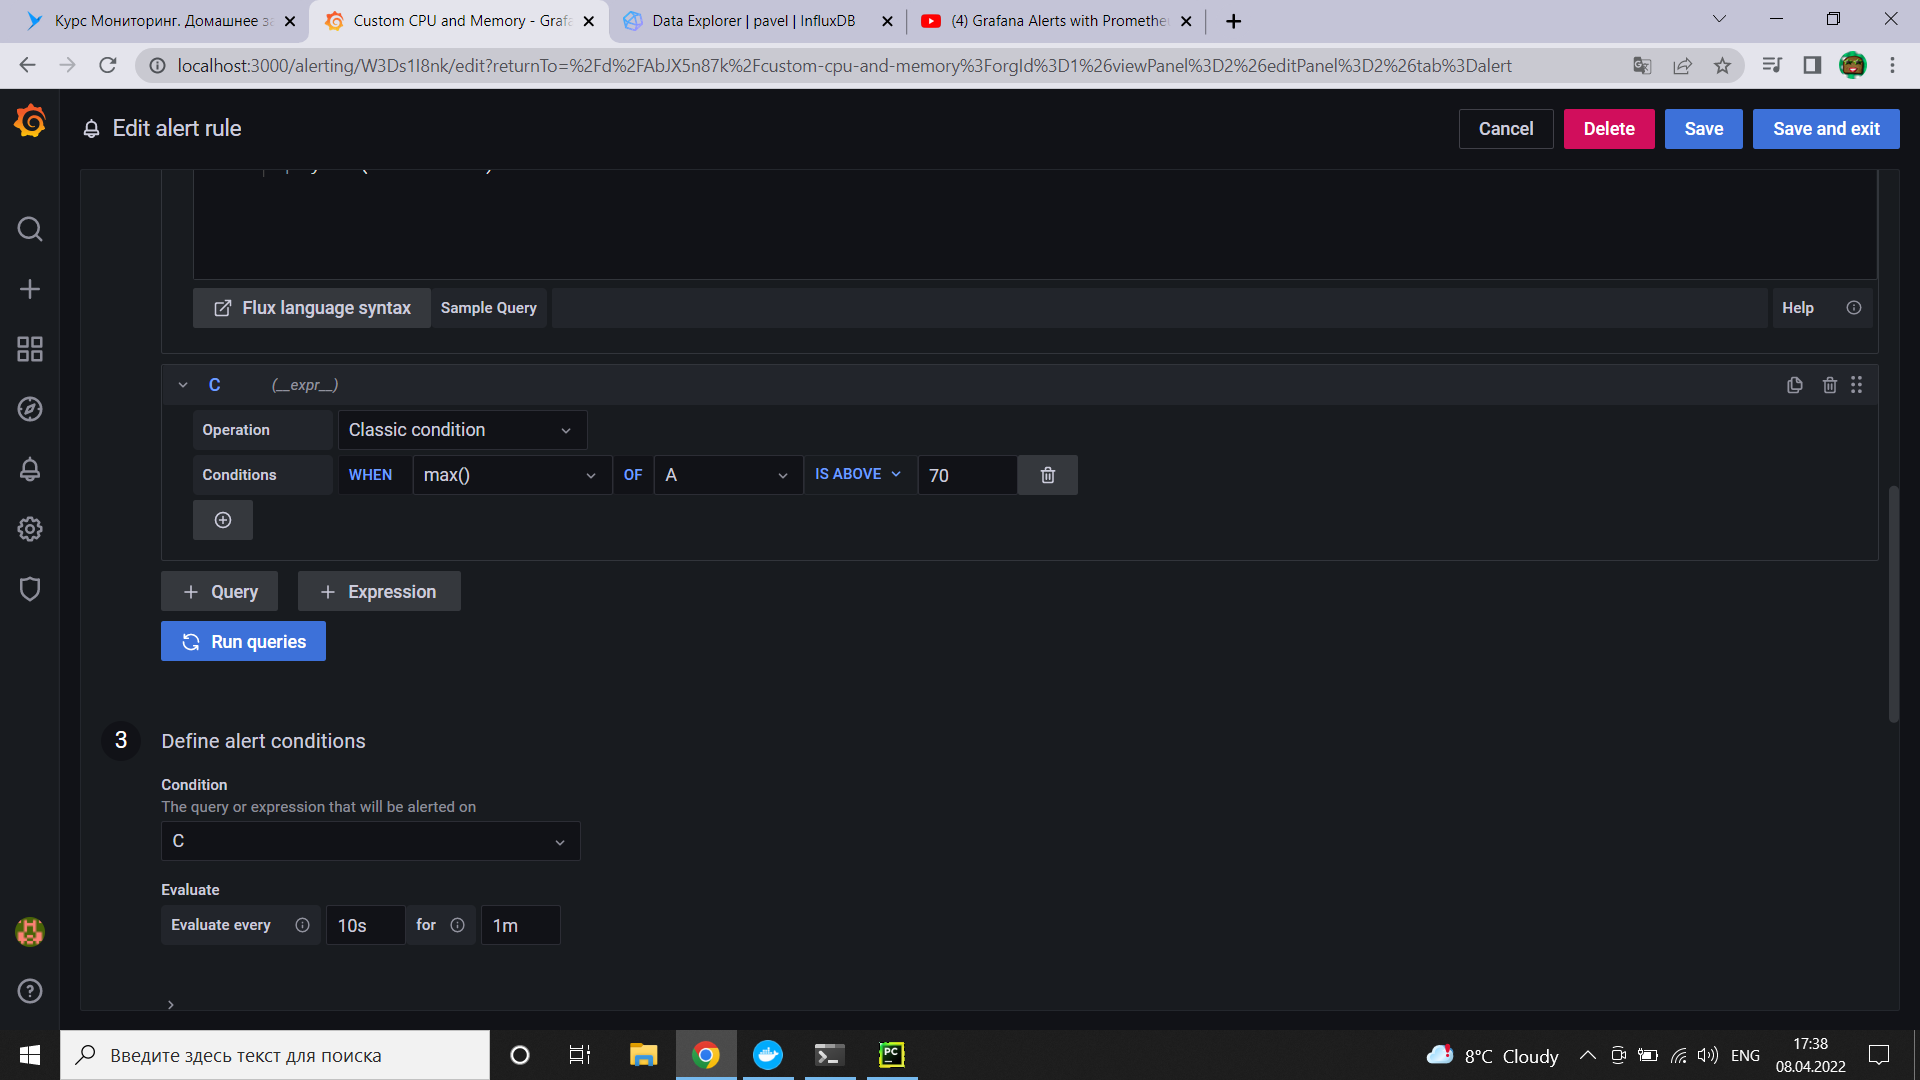 Курс Мониторинг. Домашнее за
Custom CPU and Memory - Grafa
Data Explorer | pavel | InfluxDB
(4) Grafana Alerts with Promethe
localhost:3000/alerting/W3Ds1I8nk/edit?returnTo=%2Fd%2FAbJX5n87k%2Fcustom-cpu-and-memory%3ForgId%3D1%26viewPanel%3D2%26editPanel%3D2%26tab%3Dalert
Edit alert rule
Cancel
Delete
Save
Save and exit
Flux language syntax
Sample Query
Help
C (__expr__)
Operation Classic condition
Conditions WHEN max() OF A IS ABOVE 70
Query
Expression
Run queries
3 Define alert conditions
Condition
The query or expression that will be alerted on
C
Evaluate
Evaluate every 10s for 1m
Введите здесь текст для поиска
PC
8°C Cloudy
ENG
17:38
08.04.2022